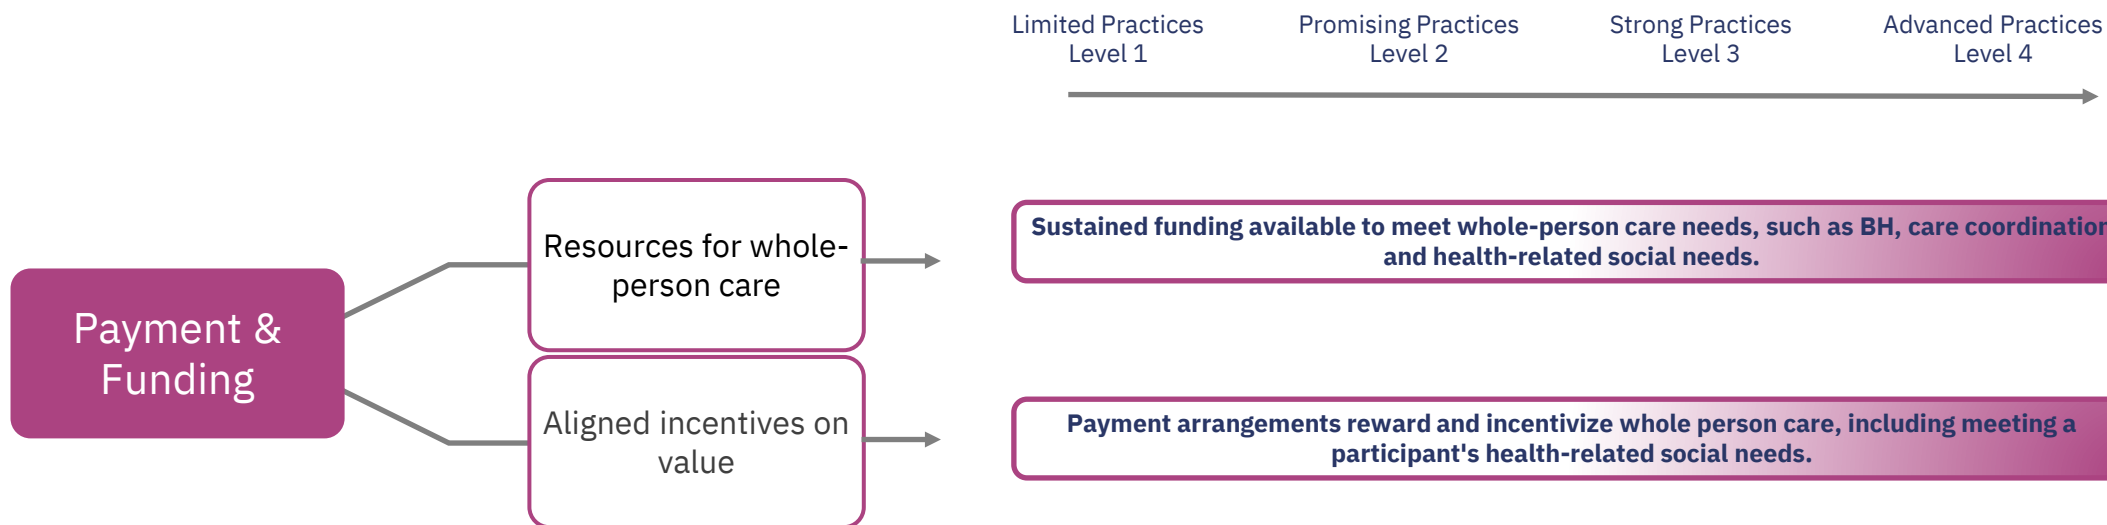 Limited Practices
Level 1
Promising Practices
Level 2
Strong Practices
Level 3
Advanced Practices
Level 4
Payment &
Funding
Resources for whole-
person care
Sustained funding available to meet whole-person care needs, such as BH, care coordination
and health-related social needs.
Aligned incentives on
value
Payment arrangements reward and incentivize whole person care, including meeting a
participant's health-related social needs.